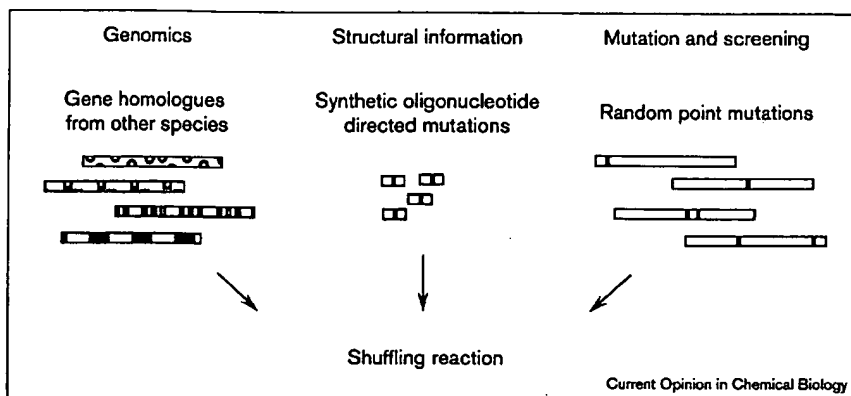 Genomics
Structural information
Mutation and screening
Gene homologues
from other species
Synthetic oligonucleotide
directed mutations
Random point mutations
Shuffling reaction
Current Opinion in Chemical Biology